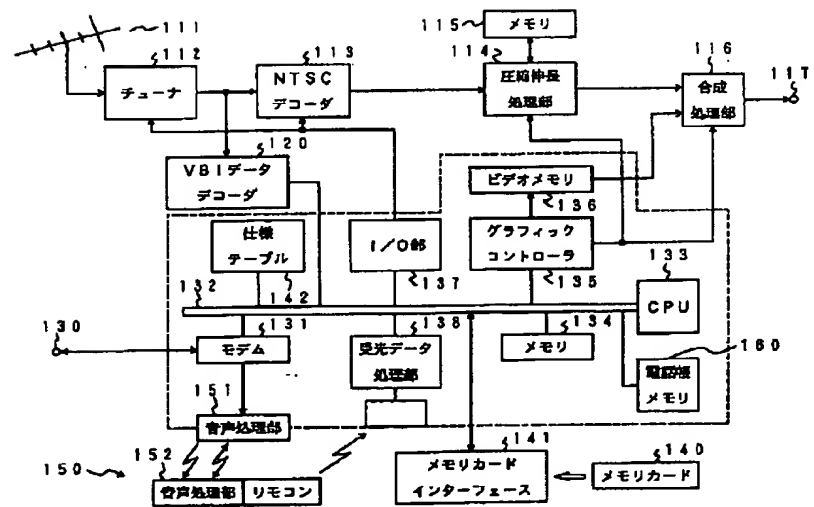 111
112
チューナ
113
NTSC
デコーダ
115
メモリ
114
圧縮伸長
処理部
116
合成
処理部
117
120
VBIデータ
デコーダ
ビデオメモリ
136
仕様
テーブル
142
I/O部
137
グラフィック
コントローラ
135
133
CPU
132
130
131
モデム
138
受光データ
処理部
134
メモリ
160
電話帳
メモリ
151
音声処理部
150
152
音声処理部
リモコン
141
メモリカード
インターフェース
140
メモリカード